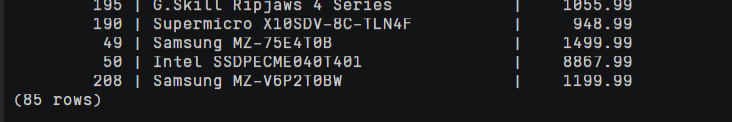 195 | G.Skill Ripjaws 4 Series | 1055.99
190 | Supermicro X10SDV-8C-TLN4F | 948.99
49 | Samsung MZ-75E4T0B | 1499.99
50 | Intel SSDPECME040T401 | 8867.99
208 | Samsung MZ-V6P2T0BW | 1199.99
(85 rows)